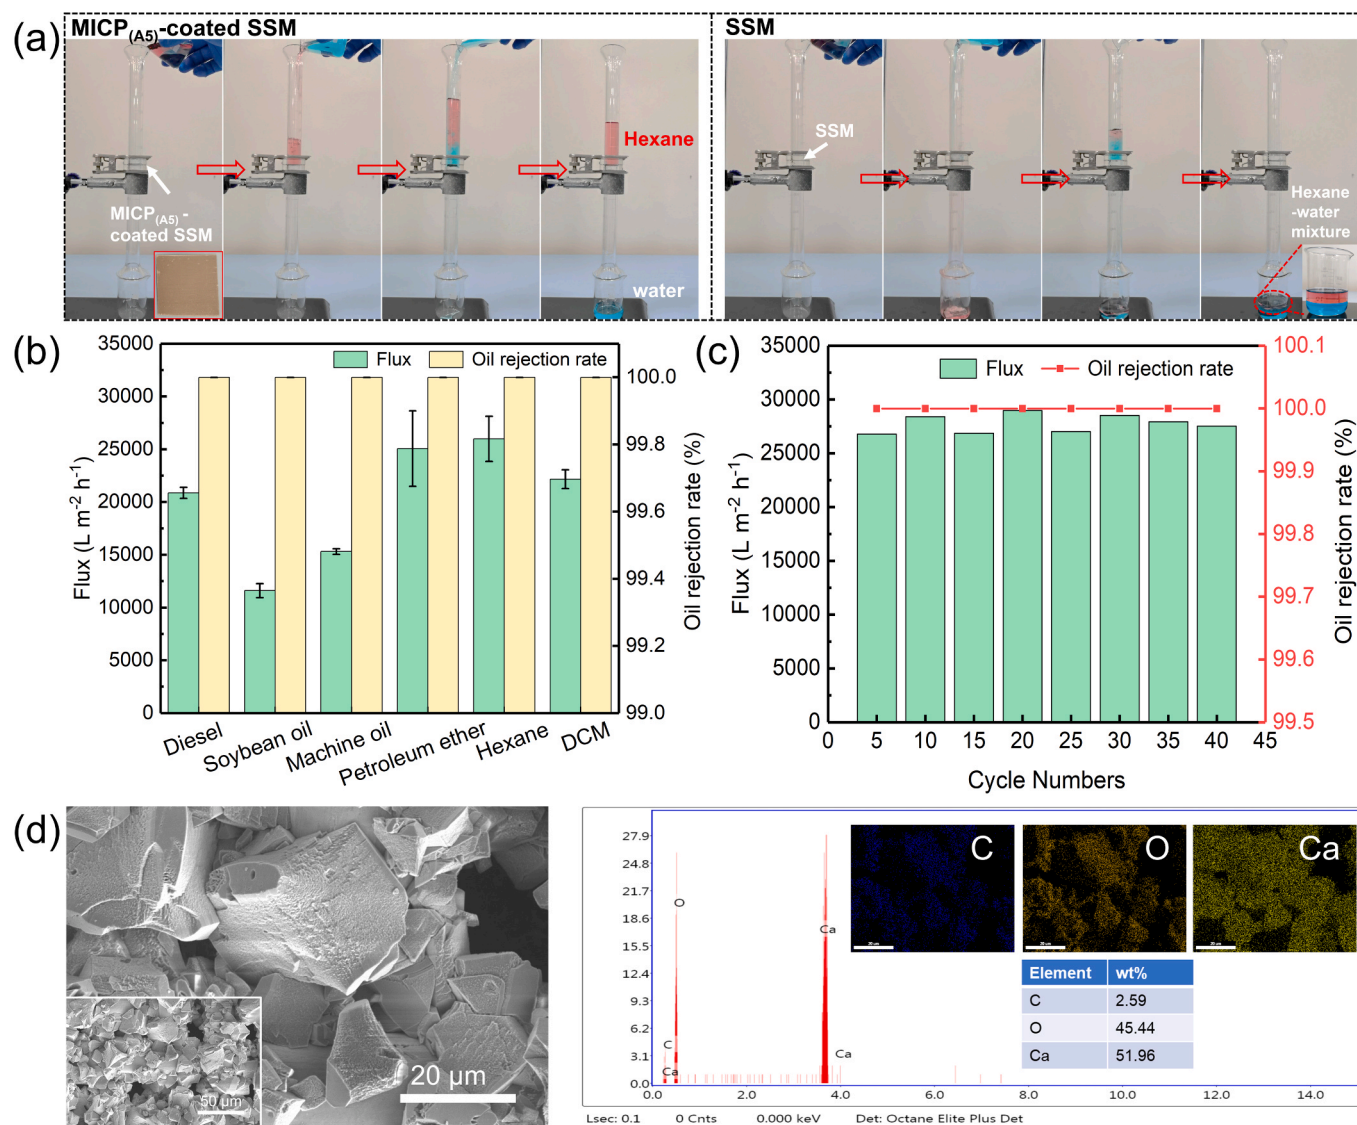 (a)
MICP(A5)-coated SSM
SSM
Hexane
MICP(A5) -
coated SSM
water
SSM
Hexane
-water
mixture
(b)
35000
30000
25000
20000
15000
10000
5000
0
Flux (L m-2 h-1)
Flux
Oil rejection rate
100.0
99.8
99.6
99.4
99.2
99.0
Oil rejection rate (%)
Diesel
Soybean oil
Machine oil
Petroleum ether
Hexane
DCM
(c)
35000
30000
25000
20000
15000
10000
5000
0
Flux (L m-2 h-1)
Flux
Oil rejection rate
100.1
100.0
99.9
99.8
99.7
99.6
99.5
Oil rejection rate (%)
0 5 10 15 20 25 30 35 40 45
Cycle Numbers
(d)
20 µm
50 µm
27.9
24.8
21.7
18.6
15.5
12.4
9.3
6.2
3.1
0.0
O
C
Ca
Ca
Ca
C
O
Ca
20 µm
20 µm
20 µm
Element wt%
C 2.59
O 45.44
Ca 51.96
0.0 2.0 4.0 6.0 8.0 10.0 12.0 14.0
Lsec: 0.1 0 Cnts 0.000 keV Det: Octane Elite Plus Det